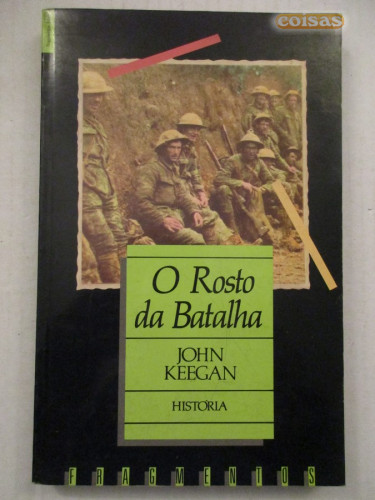 coisas
O Rosto
da Batalha
JOHN
KEEGAN
HISTÓRIA
FRAGMENTOS